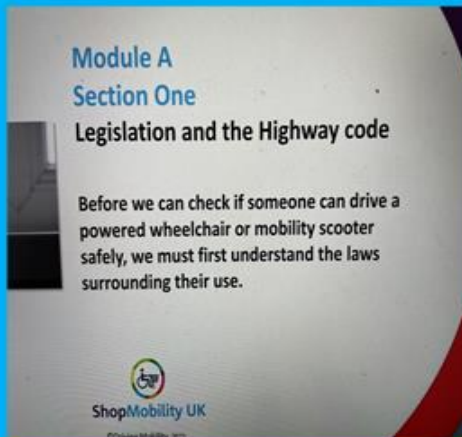 Module A
Section One
Legislation and the Highway code
Before we can check if someone can drive a
powered wheelchair or mobility scooter
safely, we must first understand the laws
surrounding their use.
ShopMobility UK